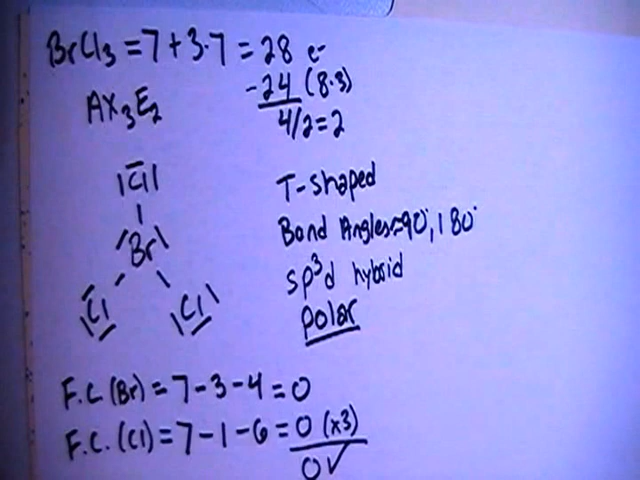 BrCl3 = 7 + 3·7 = 28 e-
-24 (8·3)
AX3E2
4/2 = 2
|Cl|
T-shaped
Br
Bond Angles≈90°, 180°
sp³d hybrid
Cl Cl
polar
F.C. (Br) = 7 - 3 - 4 = 0
F.C. (Cl) = 7 - 1 - 6 = 0 (x3)
0✓